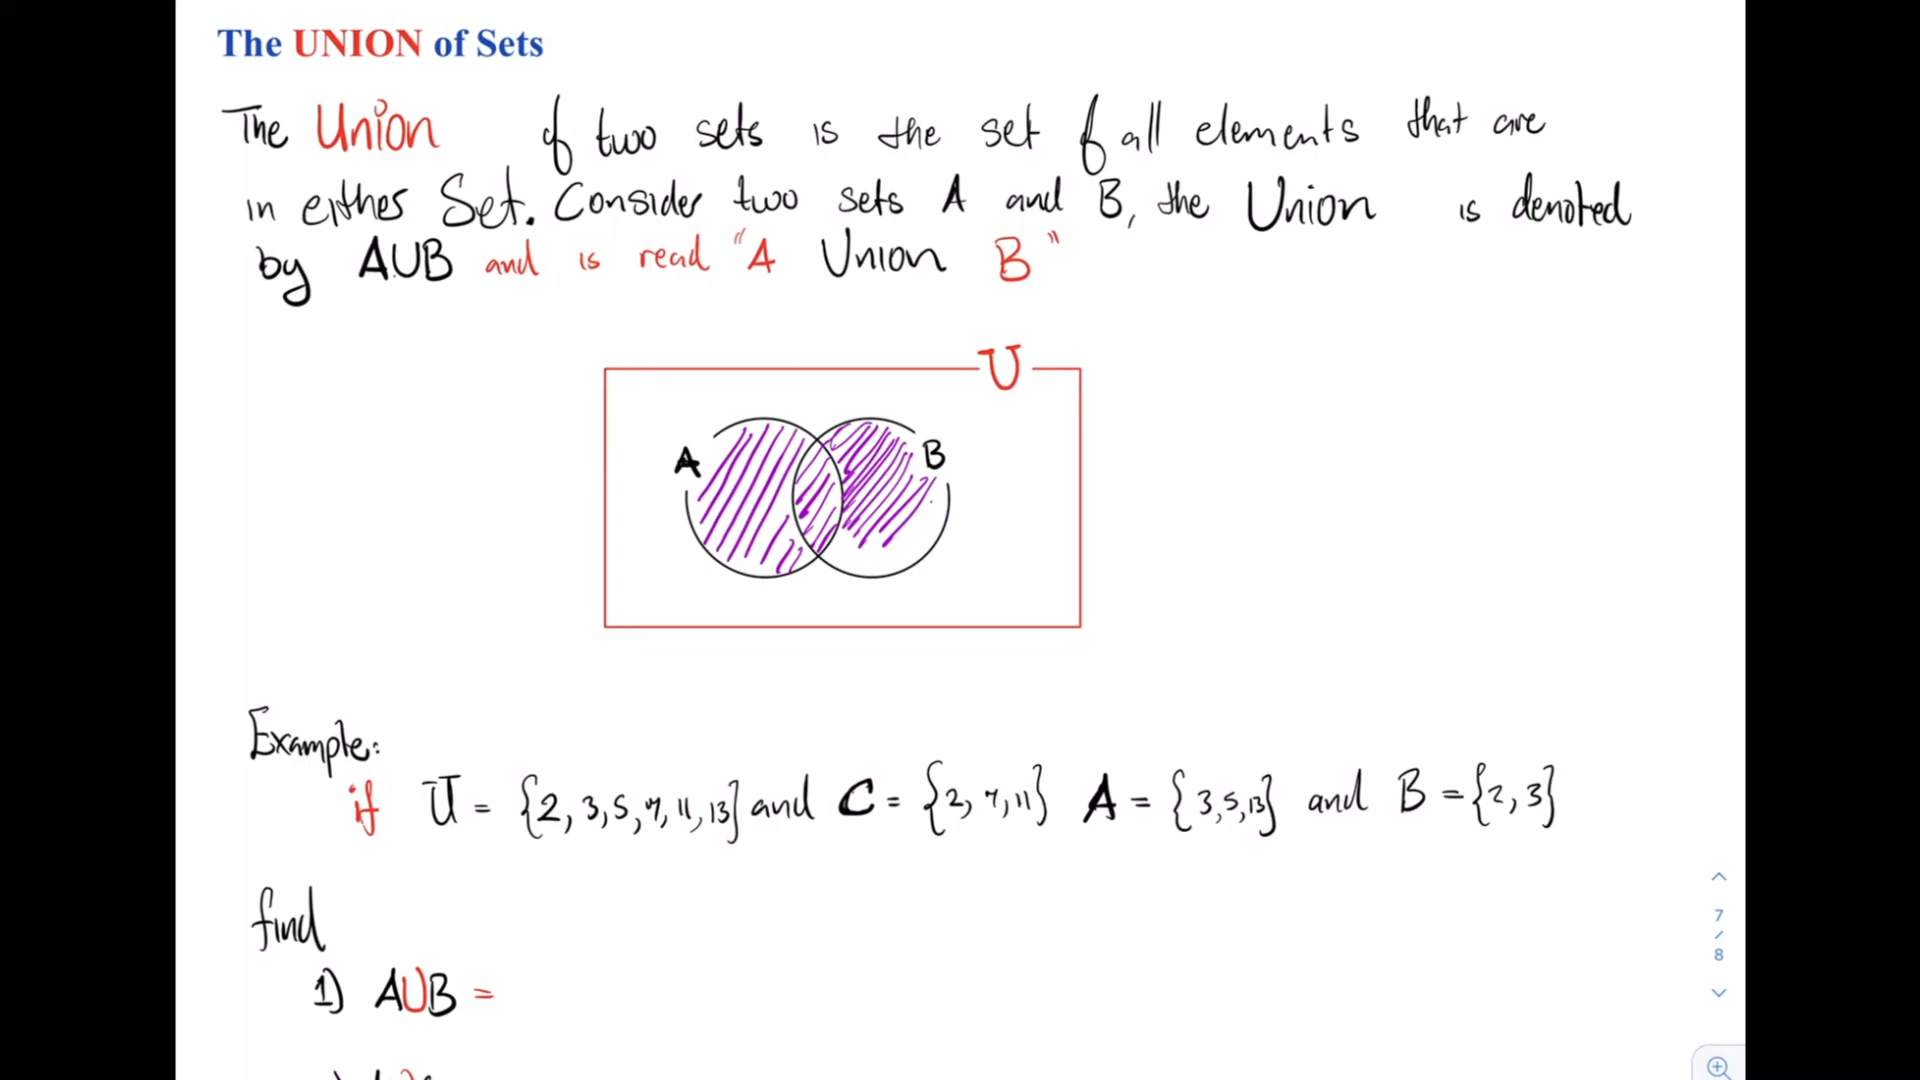 The UNION of Sets
The Union of two sets is the set of all elements that are
in either Set. Consider two sets A and B, the Union is denoted
by A∪B and is read "A Union B"
U
A
B
Example:
if U = {2, 3, 5, 7, 11, 13} and C = {2, 7, 11} A = {3, 5, 13} and B = {2, 3}
find
1) A∪B =
7
/
8